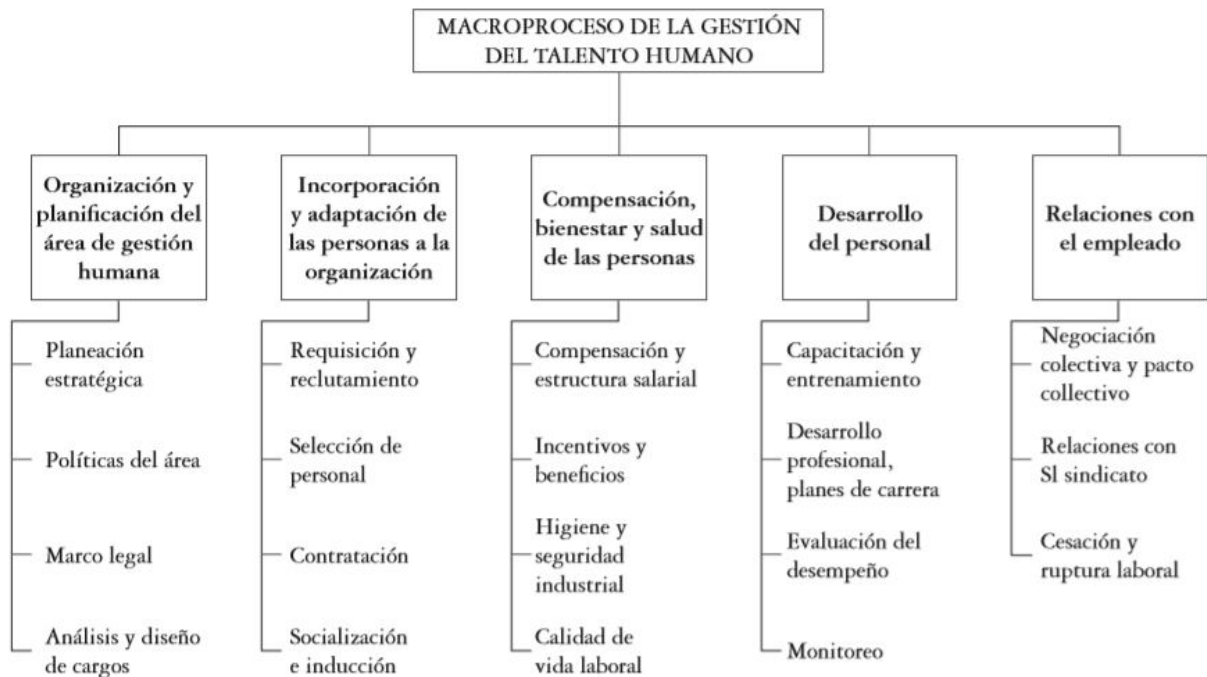 MACROPROCESO DE LA GESTIÓN
DEL TALENTO HUMANO
Organización y
planificación del
área de gestión
humana
Planeación
estratégica
Políticas del área
Marco legal
Análisis y diseño
de cargos
Incorporación
y adaptación de
las personas a la
organización
Requisición y
reclutamiento
Selección de
personal
Contratación
Socialización
e inducción
Compensación,
bienestar y salud
de las personas
Compensación y
estructura salarial
Incentivos y
beneficios
Higiene y
seguridad
industrial
Calidad de
vida laboral
Desarrollo
del personal
Capacitación y
entrenamiento
Desarrollo
profesional,
planes de carrera
Evaluación del
desempeño
Monitoreo
Relaciones con
el empleado
Negociación
colectiva y pacto
collectivo
Relaciones con
Sl sindicato
Cesación y
ruptura laboral